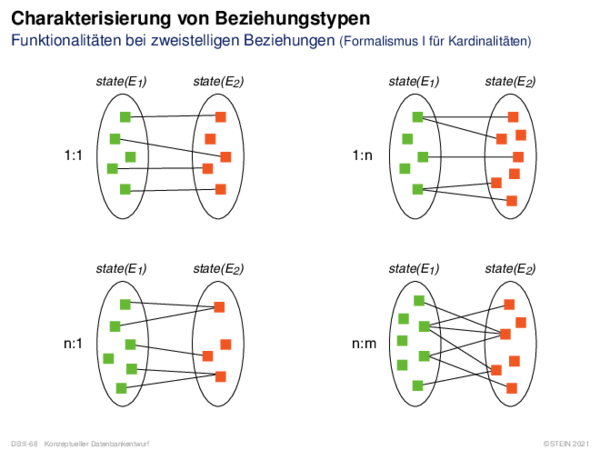 Charakterisierung von Beziehungstypen
Funktionalitäten bei zweistelligen Beziehungen (Formalismus I für Kardinalitäten)
state(E1) state(E2)
1:1
state(E1) state(E2)
1:n
state(E1) state(E2)
n:1
state(E1) state(E2)
n:m
DB:II-68 Konzeptueller Datenbankentwurf
©STEIN 2021